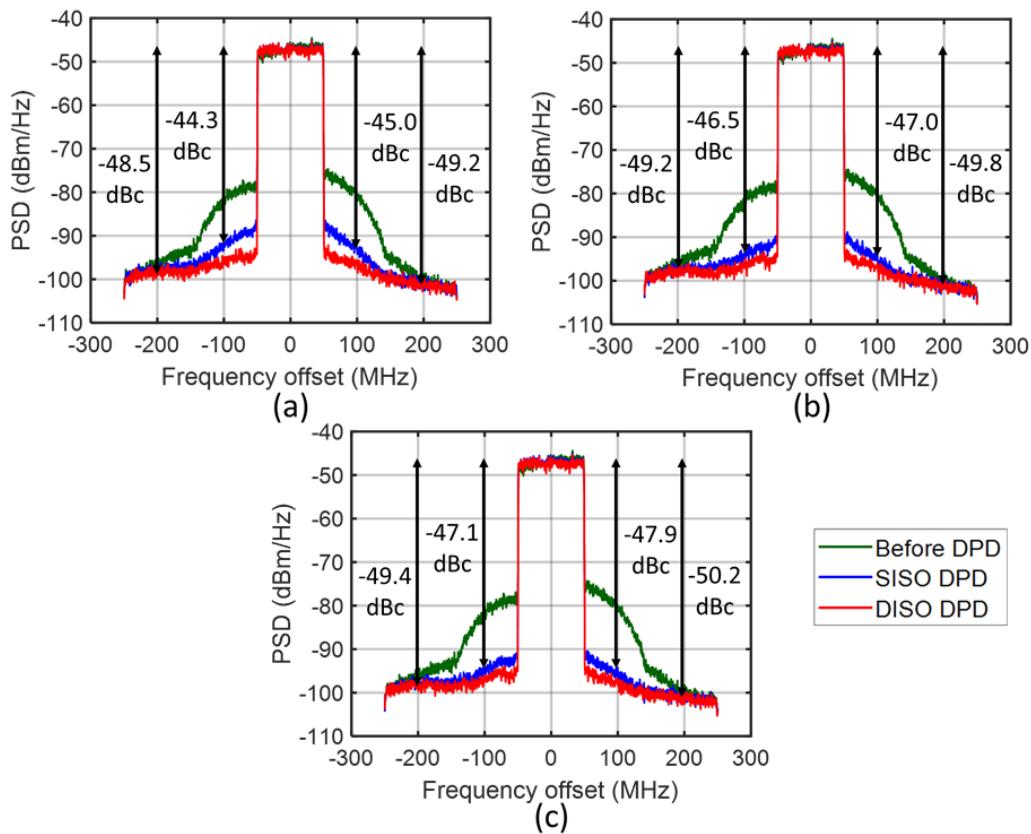 -40
-50
-60
-70
-80
-90
-100
-110
PSD (dBm/Hz)
-44.3
dBc
-45.0
dBc
-48.5
dBc
-49.2
dBc
-300 -200 -100 0 100 200 300
Frequency offset (MHz)
(a)
-40
-50
-60
-70
-80
-90
-100
-110
PSD (dBm/Hz)
-46.5
dBc
-47.0
dBc
-49.2
dBc
-49.8
dBc
-300 -200 -100 0 100 200 300
Frequency offset (MHz)
(b)
-40
-50
-60
-70
-80
-90
-100
-110
PSD (dBm/Hz)
-47.1
dBc
-47.9
dBc
-49.4
dBc
-50.2
dBc
-300 -200 -100 0 100 200 300
Frequency offset (MHz)
(c)
Before DPD
SISO DPD
DISO DPD